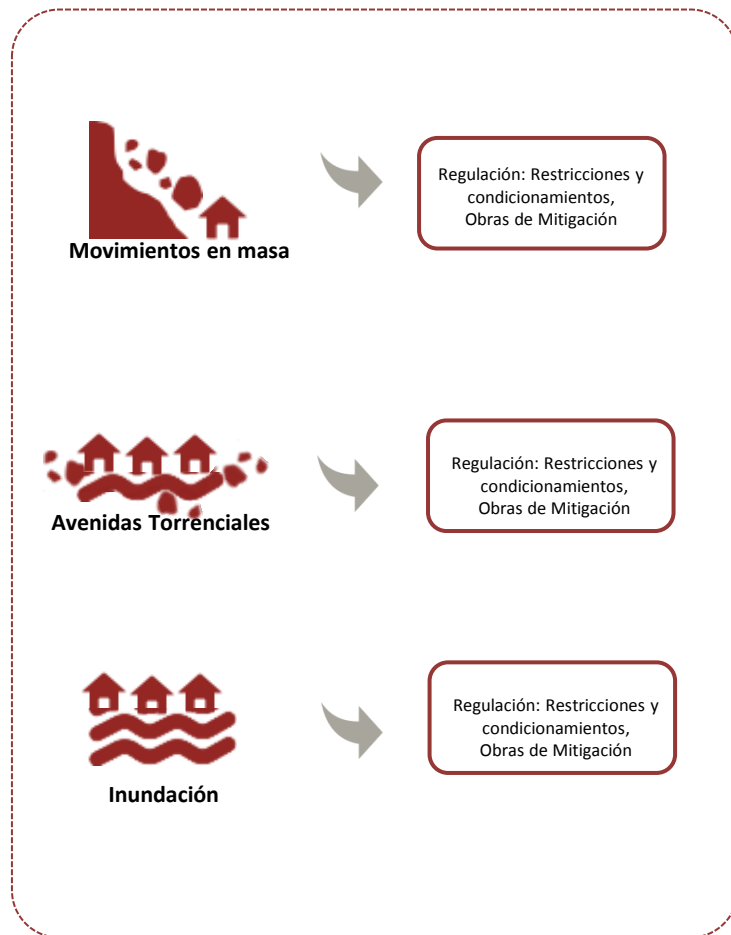 Regulación: Restricciones y
condicionamientos,
Obras de Mitigación
Movimientos en masa
Regulación: Restricciones y
condicionamientos,
Obras de Mitigación
Avenidas Torrenciales
Regulación: Restricciones y
condicionamientos,
Obras de Mitigación
Inundación